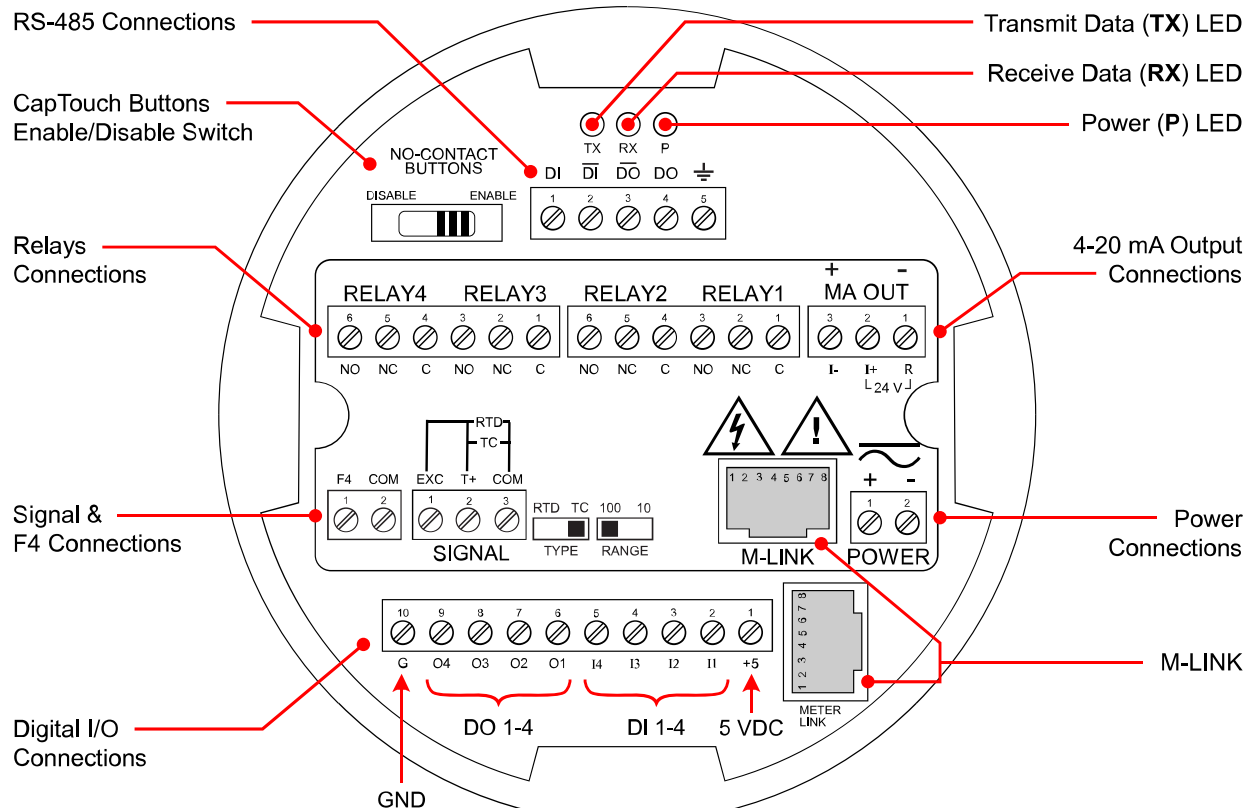 RS-485 Connections
Transmit Data (TX) LED
Receive Data (RX) LED
Power (P) LED
CapTouch Buttons
Enable/Disable Switch
TX RX P
NO-CONTACT
BUTTONS
DISABLE ENABLE
DI DI DO DO
1 2 3 4 5
Relays
Connections
4-20 mA Output
Connections
RELAY4 RELAY3 RELAY2 RELAY1
+ -
MA OUT
6 5 4 3 2 1 6 5 4 3 2 1 3 2 1
NO NC C NO NC C NO NC C NO NC C I- I+ R
24 V
RTD
TC
F4 COM EXC T+ COM
1 2 1 2 3
SIGNAL
RTD TC
TYPE
100 10
RANGE
1 2 3 4 5 6 7 8
M-LINK
+ -
1 2
POWER
Signal &
F4 Connections
Power
Connections
10 9 8 7 6 5 4 3 2 1
G O4 O3 O2 O1 I4 I3 I2 I1 +5
DO 1-4 DI 1-4 5 VDC
1 2 3 4 5 6 7 8
METER
LINK
M-LINK
Digital I/O
Connections
GND